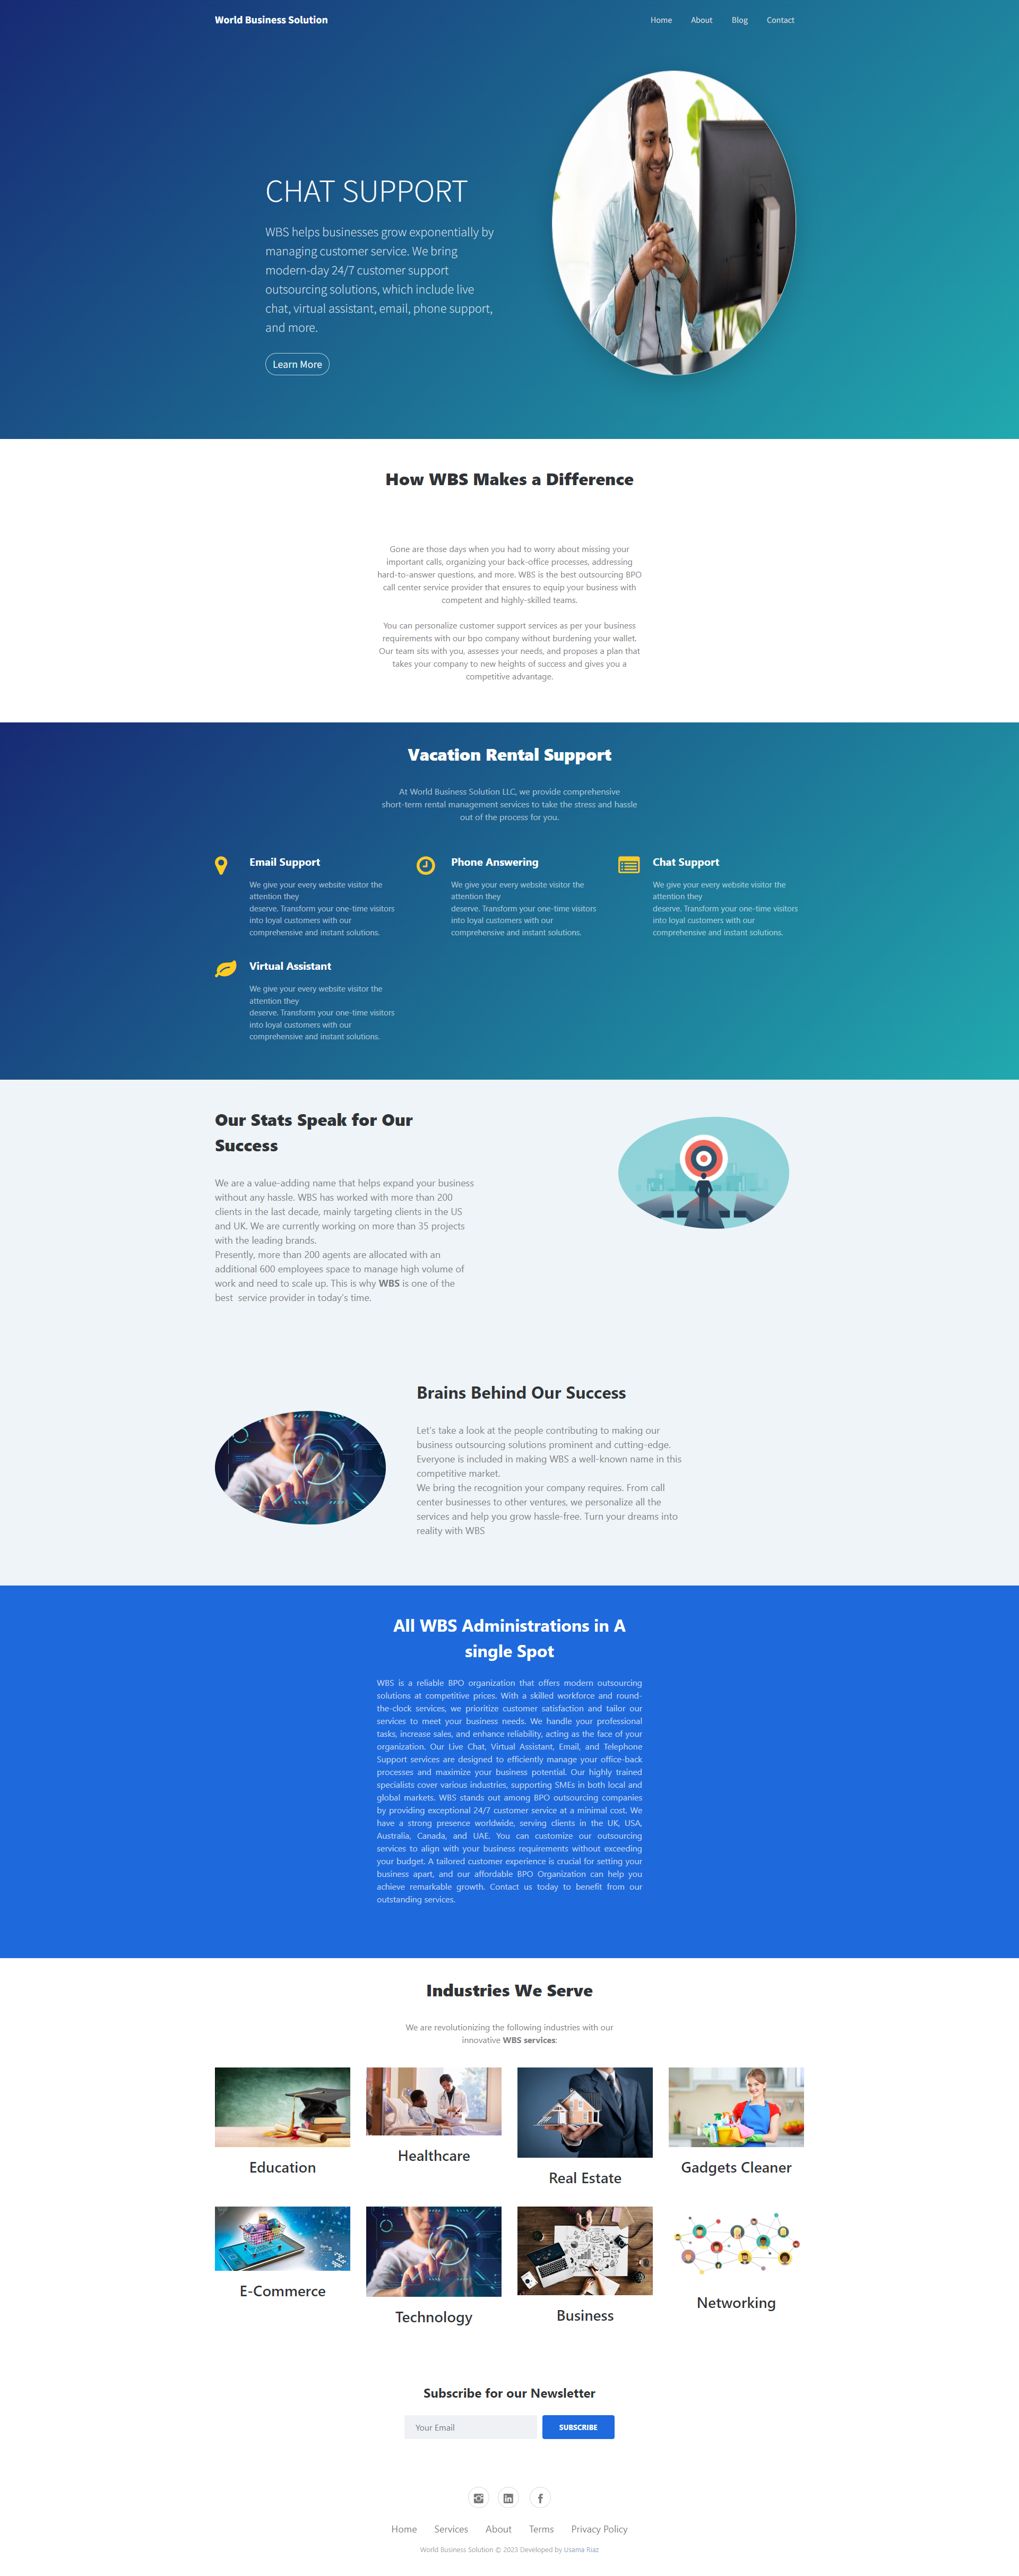 World Business Solution
Home About Blog Contact
CHAT SUPPORT
WBS helps businesses grow exponentially by
managing customer service. We bring
modern-day 24/7 customer support
outsourcing solutions, which include live
chat, virtual assistant, email, phone support,
and more.
Learn More
How WBS Makes a Difference
Gone are those days when you had to worry about missing your
important calls, organizing your back-office processes, addressing
hard-to-answer questions, and more. WBS is the best outsourcing BPO
call center service provider that ensures to equip your business with
competent and highly-skilled teams.
You can personalize customer support services as per your business
requirements with our bpo company without burdening your wallet.
Our team sits with you, assesses your needs, and proposes a plan that
takes your company to new heights of success and gives you a
competitive advantage.
Vacation Rental Support
At World Business Solution LLC, we provide comprehensive
short-term rental management services to take the stress and hassle
out of the process for you.
Email Support
We give your every website visitor the
attention they
deserve. Transform your one-time visitors
into loyal customers with our
comprehensive and instant solutions.
Phone Answering
We give your every website visitor the
attention they
deserve. Transform your one-time visitors
into loyal customers with our
comprehensive and instant solutions.
Chat Support
We give your every website visitor the
attention they
deserve. Transform your one-time visitors
into loyal customers with our
comprehensive and instant solutions.
Virtual Assistant
We give your every website visitor the
attention they
deserve. Transform your one-time visitors
into loyal customers with our
comprehensive and instant solutions.
Our Stats Speak for Our
Success
We are a value-adding name that helps expand your business
without any hassle. WBS has worked with more than 200
clients in the last decade, mainly targeting clients in the US
and UK. We are currently working on more than 35 projects
with the leading brands.
Presently, more than 200 agents are allocated with an
additional 600 employees space to manage high volume of
work and need to scale up. This is why WBS is one of the
best service provider in today's time.
Brains Behind Our Success
Let's take a look at the people contributing to making our
business outsourcing solutions prominent and cutting-edge.
Everyone is included in making WBS a well-known name in this
competitive market.
We bring the recognition your company requires. From call
center businesses to other ventures, we personalize all the
services and help you grow hassle-free. Turn your dreams into
reality with WBS
All WBS Administrations in A
single Spot
WBS is a reliable BPO organization that offers modern outsourcing
solutions at competitive prices. With a skilled workforce and round-
the-clock services, we prioritize customer satisfaction and tailor our
services to meet your business needs. We handle your professional
tasks, increase sales, and enhance reliability, acting as the face of your
organization. Our Live Chat, Virtual Assistant, Email, and Telephone
Support services are designed to efficiently manage your office-back
processes and maximize your business potential. Our highly trained
specialists cover various industries, supporting SMEs in both local and
global markets. WBS stands out among BPO outsourcing companies
by providing exceptional 24/7 customer service at a minimal cost. We
have a strong presence worldwide, serving clients in the UK, USA,
Australia, Canada, and UAE. You can customize our outsourcing
services to align with your business requirements without exceeding
your budget. A tailored customer experience is crucial for setting your
business apart, and our affordable BPO Organization can help you
achieve remarkable growth. Contact us today to benefit from our
outstanding services.
Industries We Serve
We are revolutionizing the following industries with our
innovative WBS services:
Education
Healthcare
Real Estate
Gadgets Cleaner
E-Commerce
Technology
Business
Networking
Subscribe for our Newsletter
Your Email
SUBSCRIBE
Home Services About Terms Privacy Policy
World Business Solution © 2023 Developed by Usama Riaz